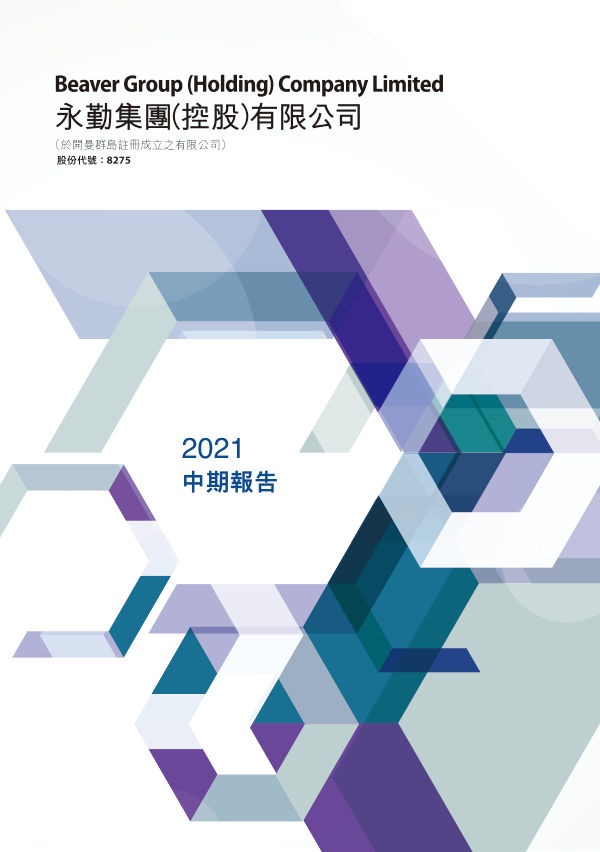 Beaver Group (Holding) Company Limited
永勤集團(控股)有限公司
（於開曼群島註冊成立之有限公司）
股份代號：8275
2021
中期報告